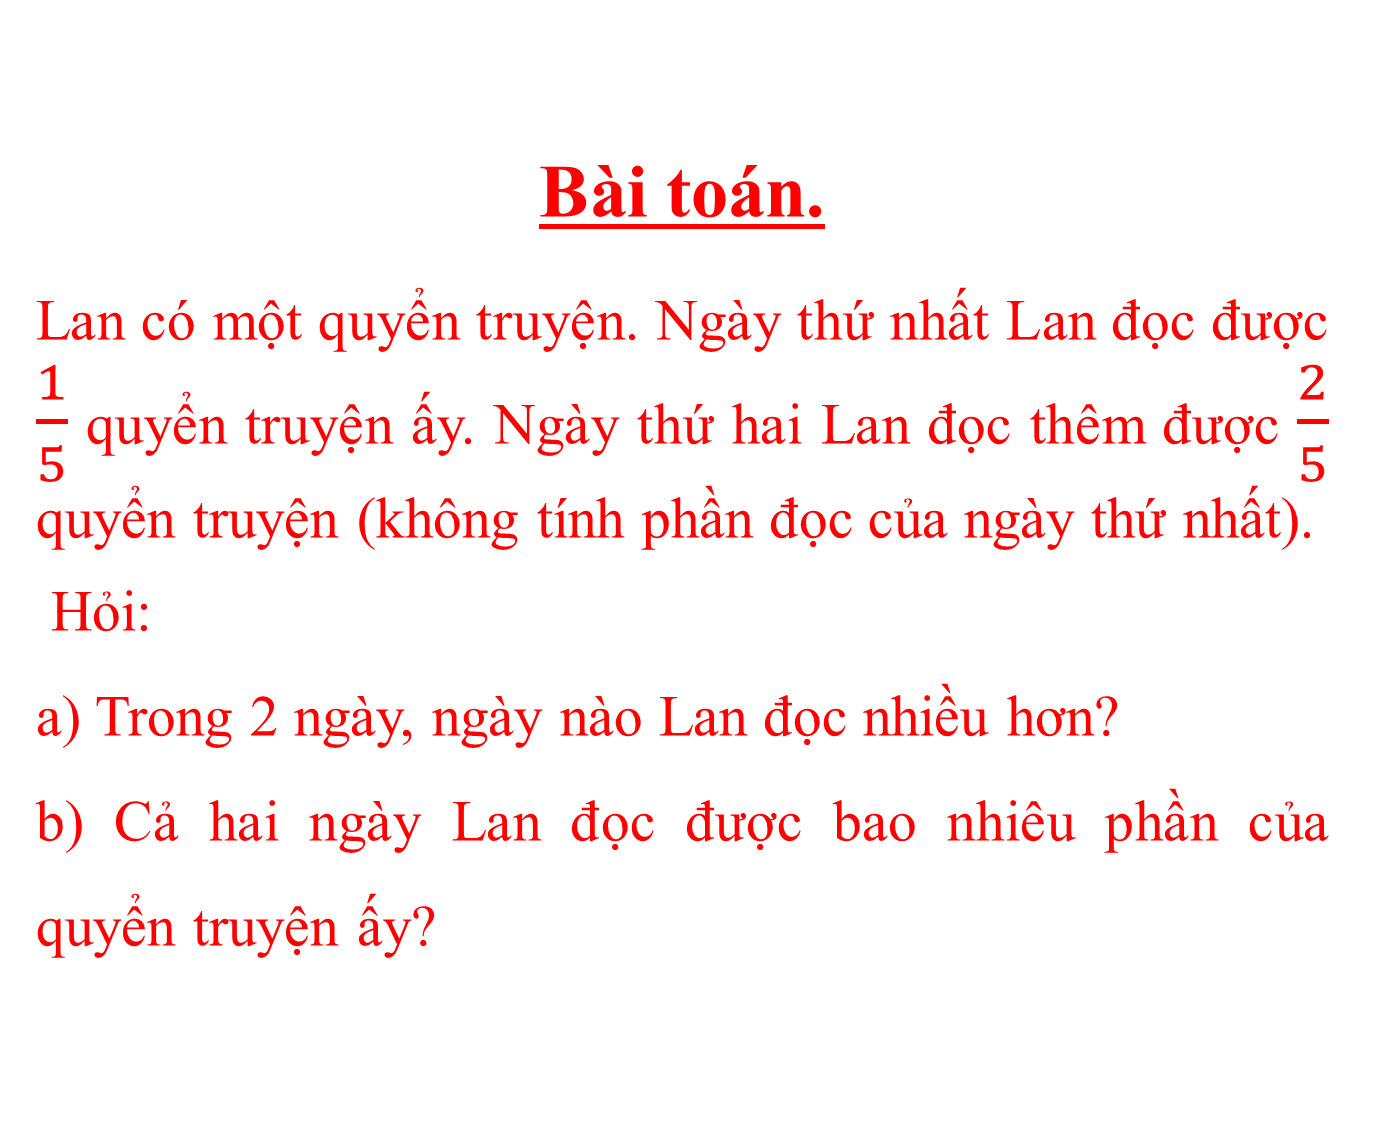 Bài toán.
Lan có một quyển truyện. Ngày thứ nhất Lan đọc được
1/5 quyển truyện ấy. Ngày thứ hai Lan đọc thêm được 2/5
quyển truyện (không tính phần đọc của ngày thứ nhất).
Hỏi:
a) Trong 2 ngày, ngày nào Lan đọc nhiều hơn?
b) Cả hai ngày Lan đọc được bao nhiêu phần của
quyển truyện ấy?